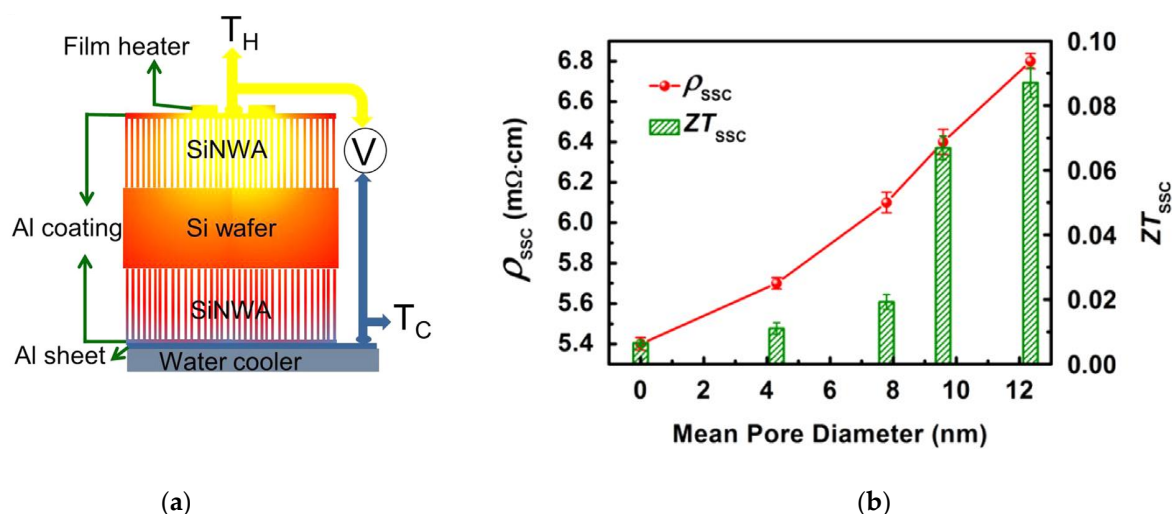 a
T_H
Film heater
SiNWA
V
Al coating
Si wafer
SiNWA
T_C
Al sheet
Water cooler
(a)
b
6.8
6.6
6.4
6.2
6.0
5.8
5.6
5.4
ρ_SSC (mΩ·cm)
ρ_SSC
ZT_SSC
0.10
0.08
0.06
0.04
0.02
0.00
ZT_SSC
0 2 4 6 8 10 12
Mean Pore Diameter (nm)
(b)